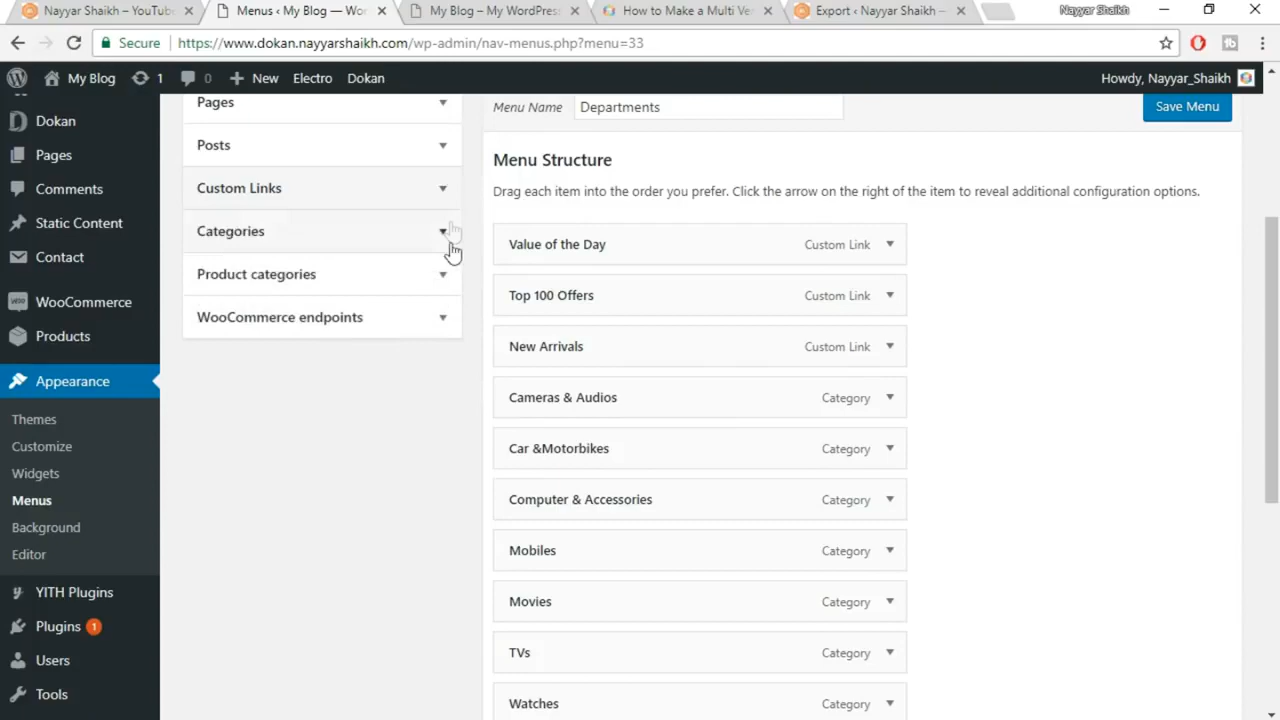 Nayyar Shaikh – YouTub
Menus ‹ My Blog — Wor
My Blog – My WordPress
How to Make a Multi Ve
Export ‹ Nayyar Shaikh —
Nayyar Shaikh
Secure
https://www.dokan.nayyarshaikh.com/wp-admin/nav-menus.php?menu=33
My Blog
1
0
New
Electro
Dokan
Howdy, Nayyar_Shaikh
Dokan
Pages
Comments
Static Content
Contact
WooCommerce
Products
Appearance
Themes
Customize
Widgets
Menus
Background
Editor
YITH Plugins
Plugins 1
Users
Tools
Pages
Posts
Custom Links
Categories
Product categories
WooCommerce endpoints
Menu Name Departments
Save Menu
Menu Structure
Drag each item into the order you prefer. Click the arrow on the right of the item to reveal additional configuration options.
Value of the Day Custom Link
Top 100 Offers Custom Link
New Arrivals Custom Link
Cameras & Audios Category
Car &Motorbikes Category
Computer & Accessories Category
Mobiles Category
Movies Category
TVs Category
Watches Category